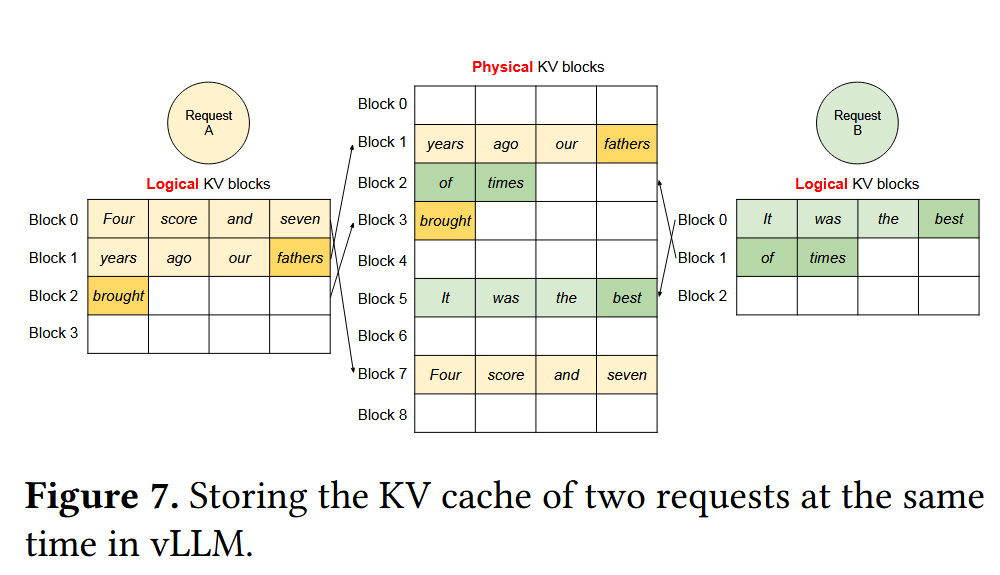 Physical KV blocks
Request
A
Request
B
Logical KV blocks
Block 0 Four score and seven
Block 1 years ago our fathers
Block 2 brought
Block 3
Block 0
Block 1 years ago our fathers
Block 2 of times
Block 3 brought
Block 4
Block 5 It was the best
Block 6
Block 7 Four score and seven
Block 8
Logical KV blocks
Block 0 It was the best
Block 1 of times
Block 2
Figure 7. Storing the KV cache of two requests at the same
time in vLLM.